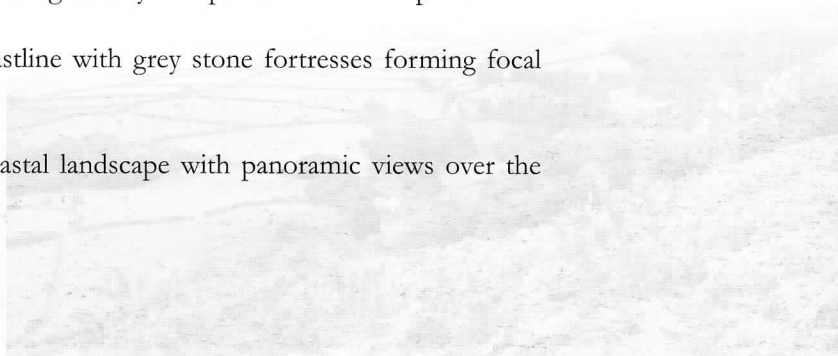 stline with grey stone fortresses forming focal
astal landscape with panoramic views over the